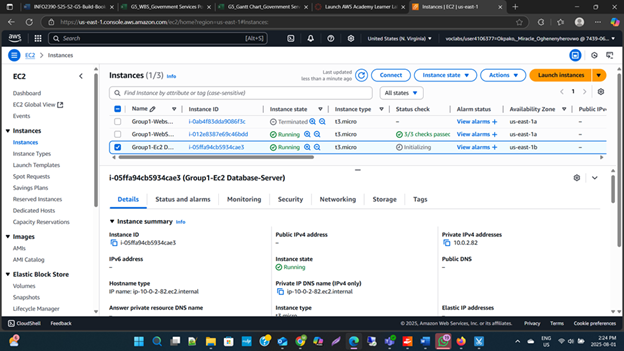 INFO2390-S25-S2-G5-Build-Book
G5_WBS_Government Services Po
G5_Gantt Chart_Government Ser
Launch AWS Academy Learner La
Instances | EC2 | us-east-1
https://us-east-1.console.aws.amazon.com/ec2/home?region=us-east-1#Instances:
aws
Search
[Alt+S]
United States (N. Virginia)
EC2 > Instances
EC2
Dashboard
EC2 Global View
Events
Instances
Instances
Instance Types
Launch Templates
Spot Requests
Savings Plans
Reserved Instances
Dedicated Hosts
Capacity Reservations
Images
AMIs
AMI Catalog
Elastic Block Store
Volumes
Snapshots
Lifecycle Manager
Instances (1/3) Info
Last updated
less than a minute ago
Connect
Instance state
Actions
Launch instances
Find Instance by attribute or tag (case-sensitive)
All states
1
Name Instance ID Instance state Instance type Status check Alarm status Availability Zone Public IPv
Group1-Webs... i-0ab4f83dda9086f3c Terminated t3.micro – View alarms + us-east-1a
Group1-WebS... i-012e8387e69c46bdd Running t3.micro 3/3 checks passed View alarms + us-east-1a
Group1-Ec2 D... i-05ffa94cb5934cae3 Running t3.micro Initializing View alarms + us-east-1b
i-05ffa94cb5934cae3 (Group1-Ec2 Database-Server)
Details Status and alarms Monitoring Security Networking Storage Tags
Instance summary Info
Instance ID
i-05ffa94cb5934cae3
Public IPv4 address
–
Private IPv4 addresses
10.0.2.82
IPv6 address
–
Instance state
Running
Public DNS
–
Hostname type
IP name: ip-10-0-2-82.ec2.internal
Private IP DNS name (IPv4 only)
ip-10-0-2-82.ec2.internal
Answer private resource DNS name
Instance type
t3.micro
Elastic IP addresses
–
CloudShell Feedback
© 2025, Amazon Web Services, Inc. or its affiliates. Privacy Terms Cookie preferences
ENG
US
2:24 PM
2025-08-01